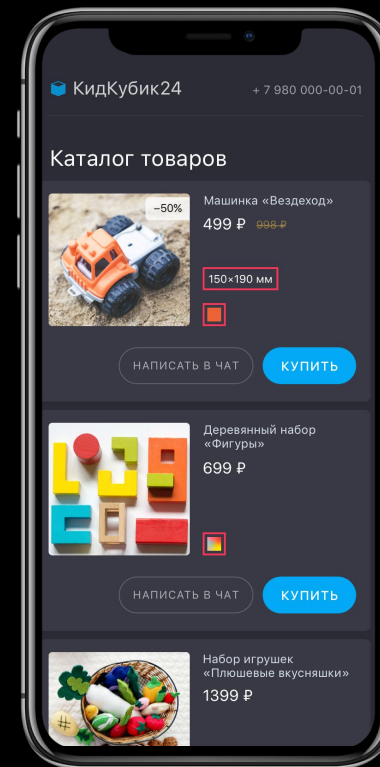 КидКубик24
+ 7 980 000-00-01
Каталог товаров
−50%
Машинка «Вездеход»
499 ₽ 998 ₽
150×190 мм
НАПИСАТЬ В ЧАТ
КУПИТЬ
Деревянный набор
«Фигуры»
699 ₽
НАПИСАТЬ В ЧАТ
КУПИТЬ
Набор игрушек
«Плюшевые вкусняшки»
1399 ₽